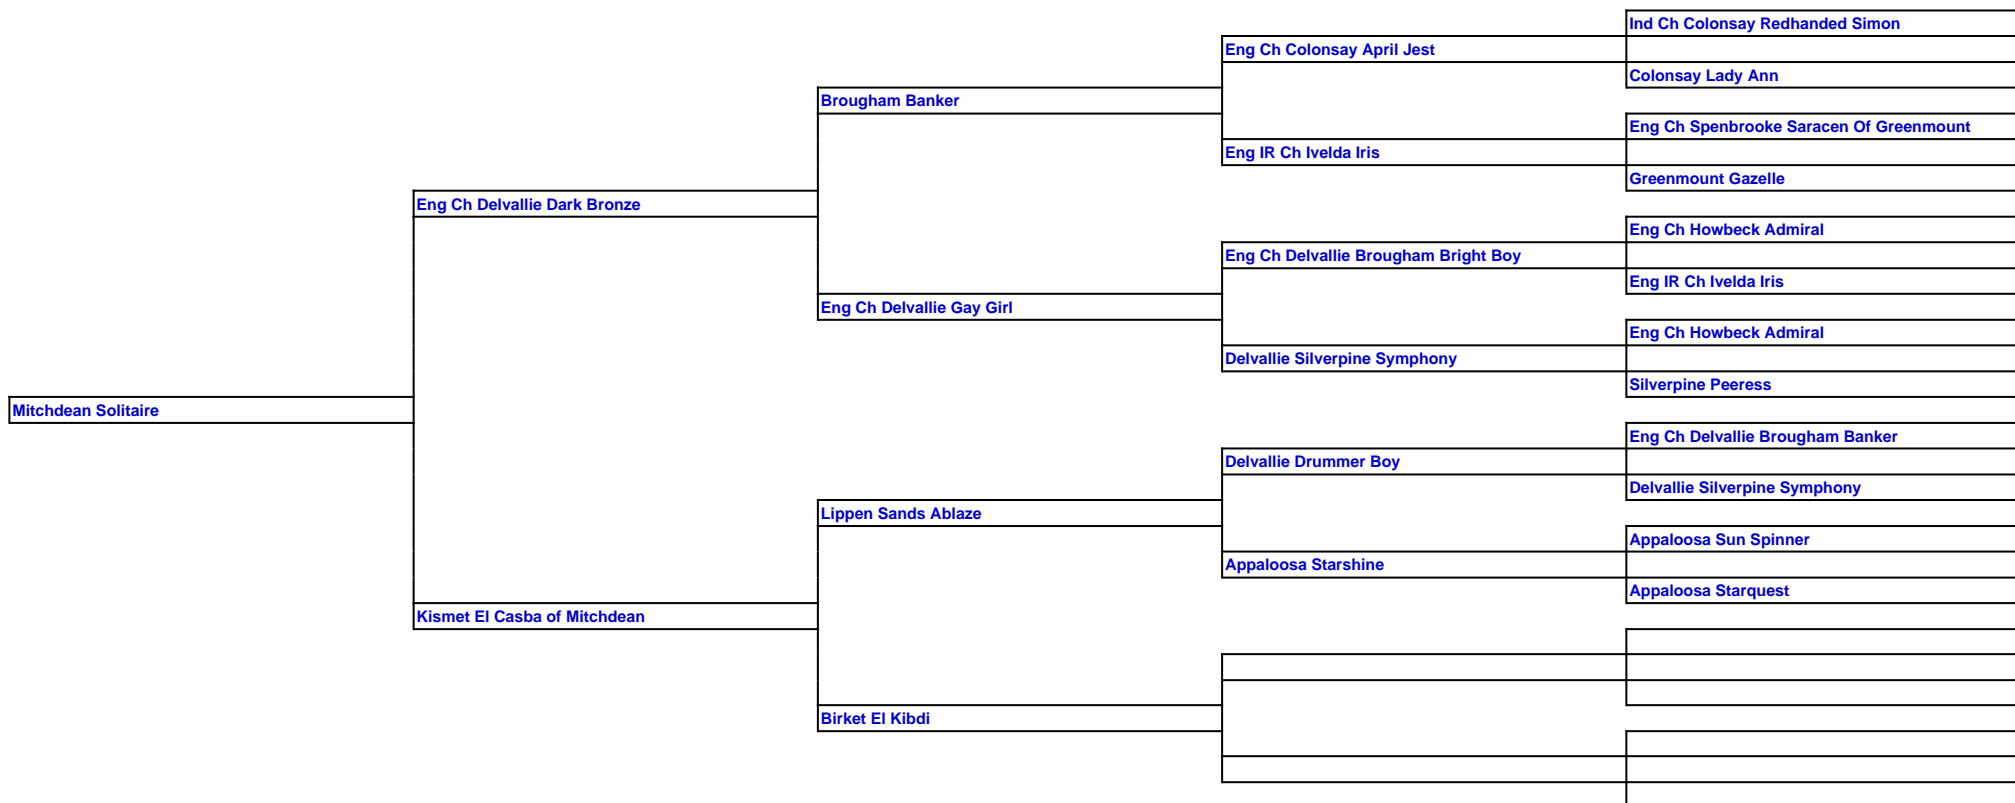 Ind Ch Colonsay Redhanded Simon
Eng Ch Colonsay April Jest
Colonsay Lady Ann
Brougham Banker
Eng Ch Spenbrooke Saracen Of Greenmount
Eng IR Ch Ivelda Iris
Greenmount Gazelle
Eng Ch Delvallie Dark Bronze
Eng Ch Howbeck Admiral
Eng Ch Delvallie Brougham Bright Boy
Eng IR Ch Ivelda Iris
Eng Ch Delvallie Gay Girl
Eng Ch Howbeck Admiral
Delvallie Silverpine Symphony
Silverpine Peeress
Mitchdean Solitaire
Eng Ch Delvallie Brougham Banker
Delvallie Drummer Boy
Delvallie Silverpine Symphony
Lippen Sands Ablaze
Appaloosa Sun Spinner
Appaloosa Starshine
Appaloosa Starquest
Kismet El Casba of Mitchdean
Birket El Kibdi